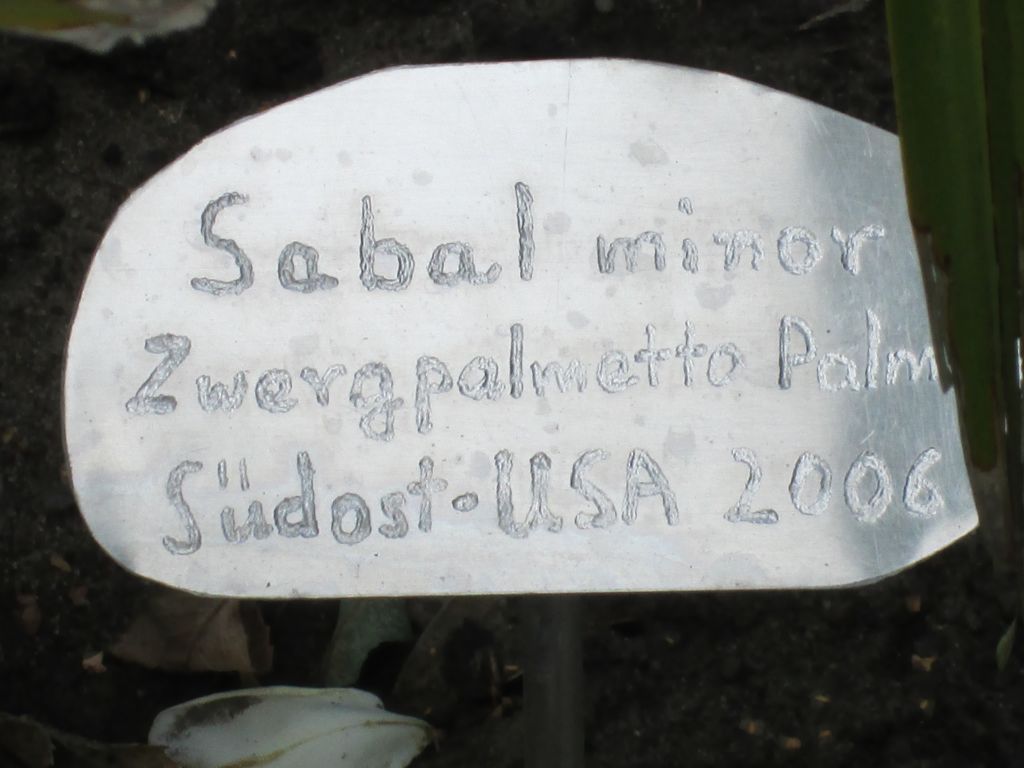 Sabal minor
Zwergpalmetto Palm
Südost-USA 2006